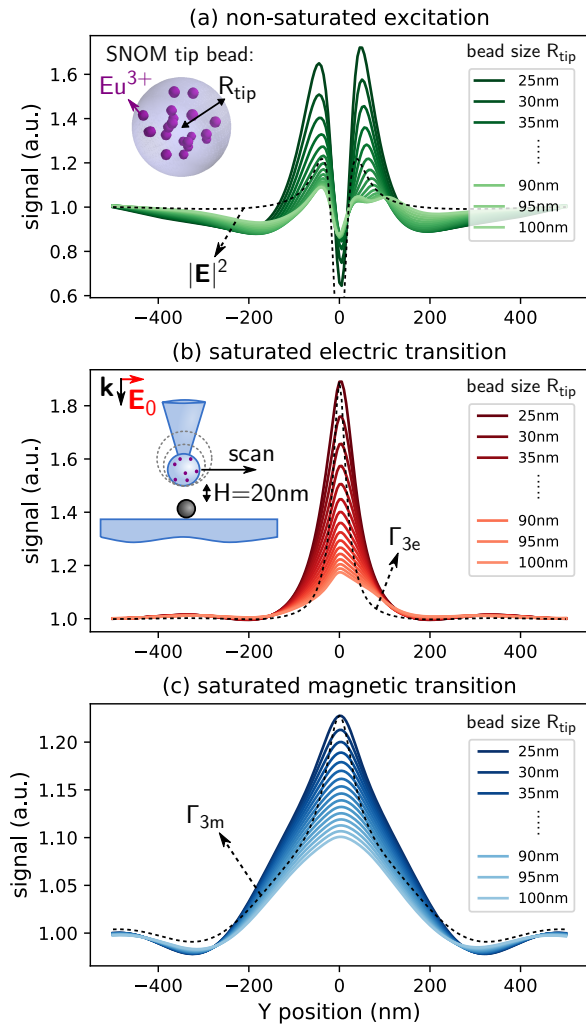 (a) non-saturated excitation
SNOM tip bead:
Eu³⁺
R_tip
|E|²
bead size R_tip
25nm
30nm
35nm
......
90nm
95nm
100nm
signal (a.u.)
1.6
1.4
1.2
1.0
0.8
0.6
−400 −200 0 200 400
(b) saturated electric transition
k
E₀
scan
H=20nm
Γ₃ₑ
bead size R_tip
25nm
30nm
35nm
......
90nm
95nm
100nm
signal (a.u.)
1.8
1.6
1.4
1.2
1.0
−400 −200 0 200 400
(c) saturated magnetic transition
Γ₃ₘ
bead size R_tip
25nm
30nm
35nm
......
90nm
95nm
100nm
signal (a.u.)
1.20
1.15
1.10
1.05
1.00
−400 −200 0 200 400
Y position (nm)